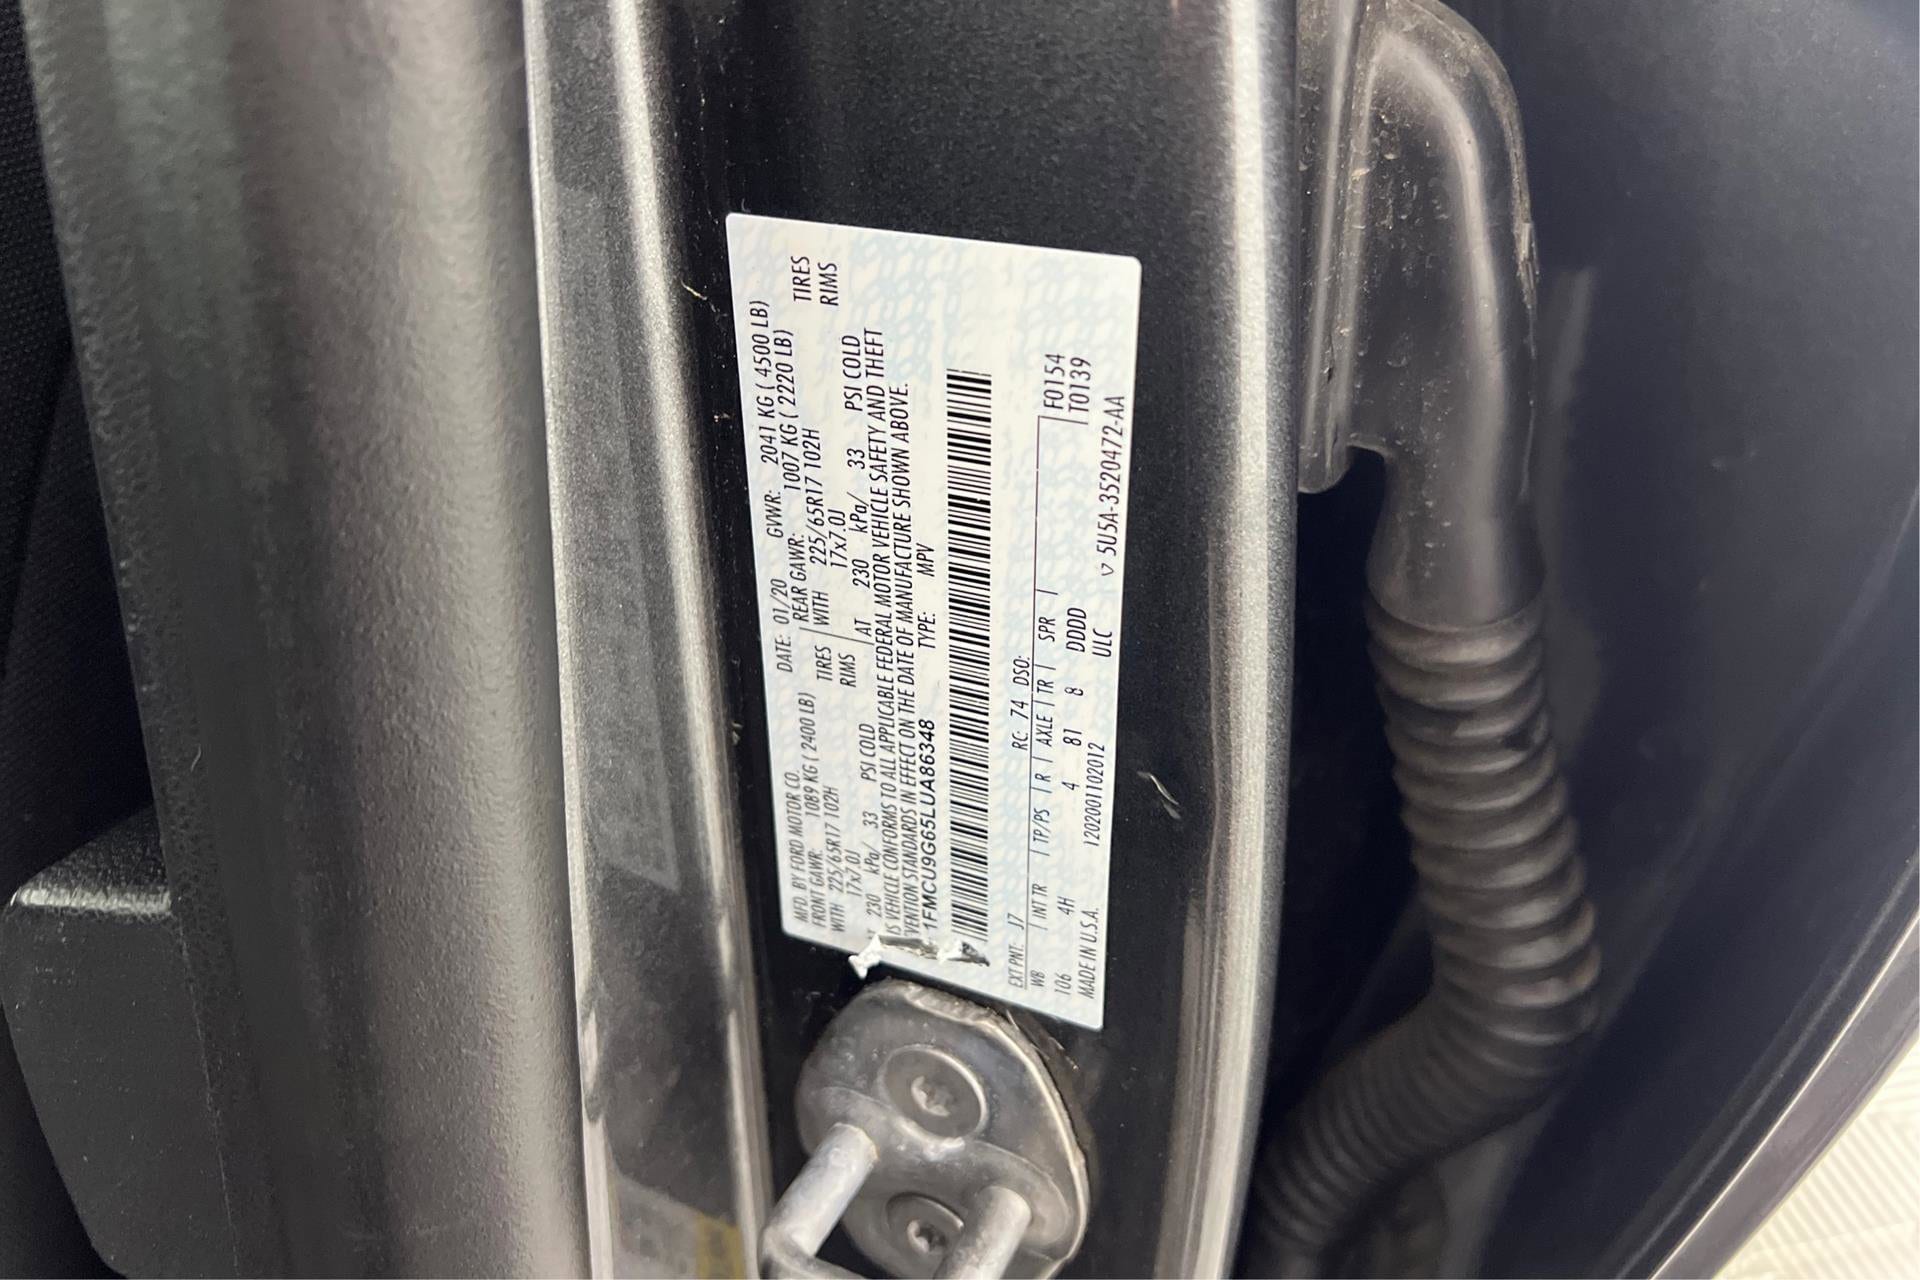 MFD. BY FORD MOTOR CO. DATE: 01/20 GVWR: 2041 KG ( 4500 LB)
FRONT GAWR: 1089 KG ( 2400 LB) REAR GAWR: 1007 KG ( 2220 LB)
WITH 225/65R17 102H TIRES WITH 225/65R17 102H TIRES
17x7.0J RIMS 17x7.0J RIMS
230 kPa/ 33 PSI COLD AT 230 kPa/ 33 PSI COLD
IS VEHICLE CONFORMS TO ALL APPLICABLE FEDERAL MOTOR VEHICLE SAFETY AND THEFT
VENTION STANDARDS IN EFFECT ON THE DATE OF MANUFACTURE SHOWN ABOVE.
1FMCU9G65LUA86348 TYPE: MPV
EXT PNT: J7 RC: 74 DSO:
WB | INT TR | TP/PS | R | AXLE | TR | SPR | F0154
106 4H 4 81 8 DDDD T0139
MADE IN U.S.A. 1202001102012 ULC
5U5A-3520472-AA